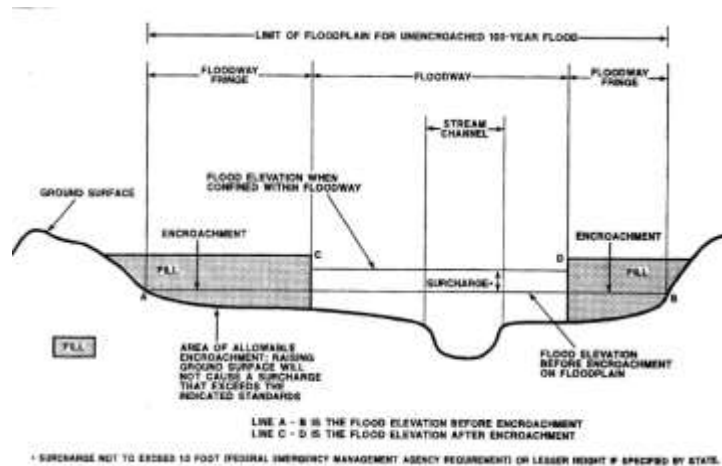 LIMIT OF FLOODPLAIN FOR UNENCROACHED 100-YEAR FLOOD
FLOODWAY
FRINGE
FLOODWAY
FLOODWAY
FRINGE
STREAM
CHANNEL
FLOOD ELEVATION WHEN
CONFINED WITHIN FLOODWAY
GROUND SURFACE
ENCROACHMENT
ENCROACHMENT
C
D
FILL
FILL
SURCHARGE*
A
B
FILL
AREA OF ALLOWABLE
ENCROACHMENT; RAISING
GROUND SURFACE WILL
NOT CAUSE A SURCHARGE
THAT EXCEEDS THE
INDICATED STANDARDS
FLOOD ELEVATION
BEFORE ENCROACHMENT
ON FLOODPLAIN
LINE A - B IS THE FLOOD ELEVATION BEFORE ENCROACHMENT
LINE C - D IS THE FLOOD ELEVATION AFTER ENCROACHMENT
* SURCHARGE NOT TO EXCEED 1.0 FOOT (FEDERAL EMERGENCY MANAGEMENT AGENCY REQUIREMENT) OR LESSER HEIGHT IF SPECIFIED BY STATE.